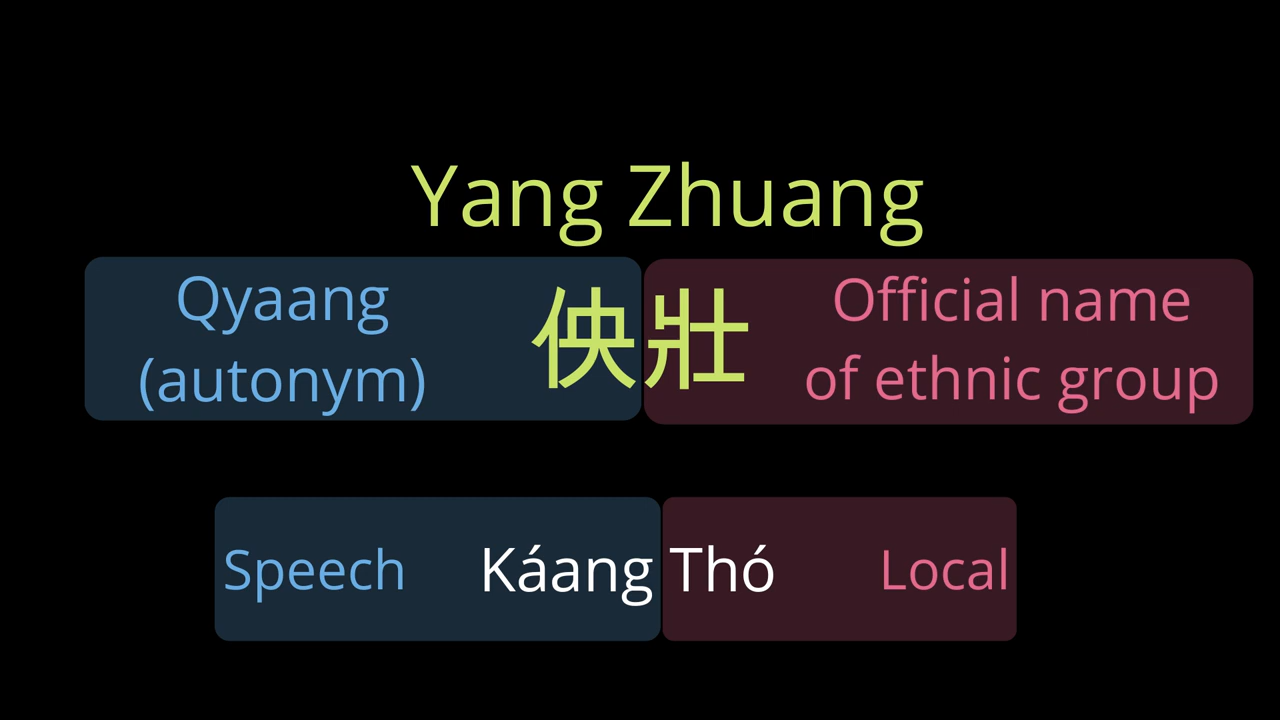 Yang Zhuang
Qyaang
(autonym)
佒壯
Official name
of ethnic group
Speech Káang Thó Local